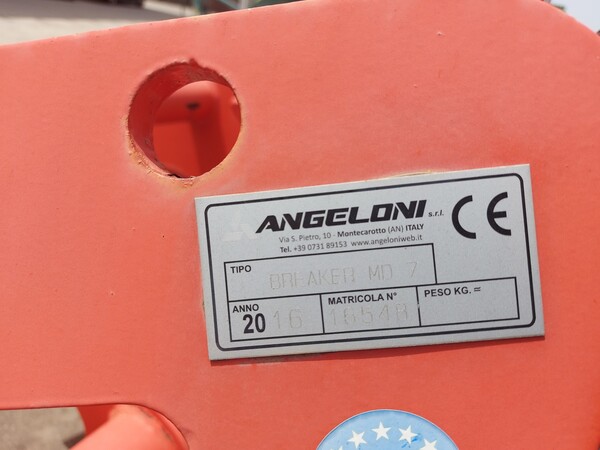 ANGELONI s.r.l. CE
Via S. Pietro, 10 - Montecarotto (AN) ITALY
Tel. +39 0731 89153 www.angeloniweb.it
TIPO BREAKER MD 7
ANNO 2016 MATRICOLA N° 16548 PESO KG. =